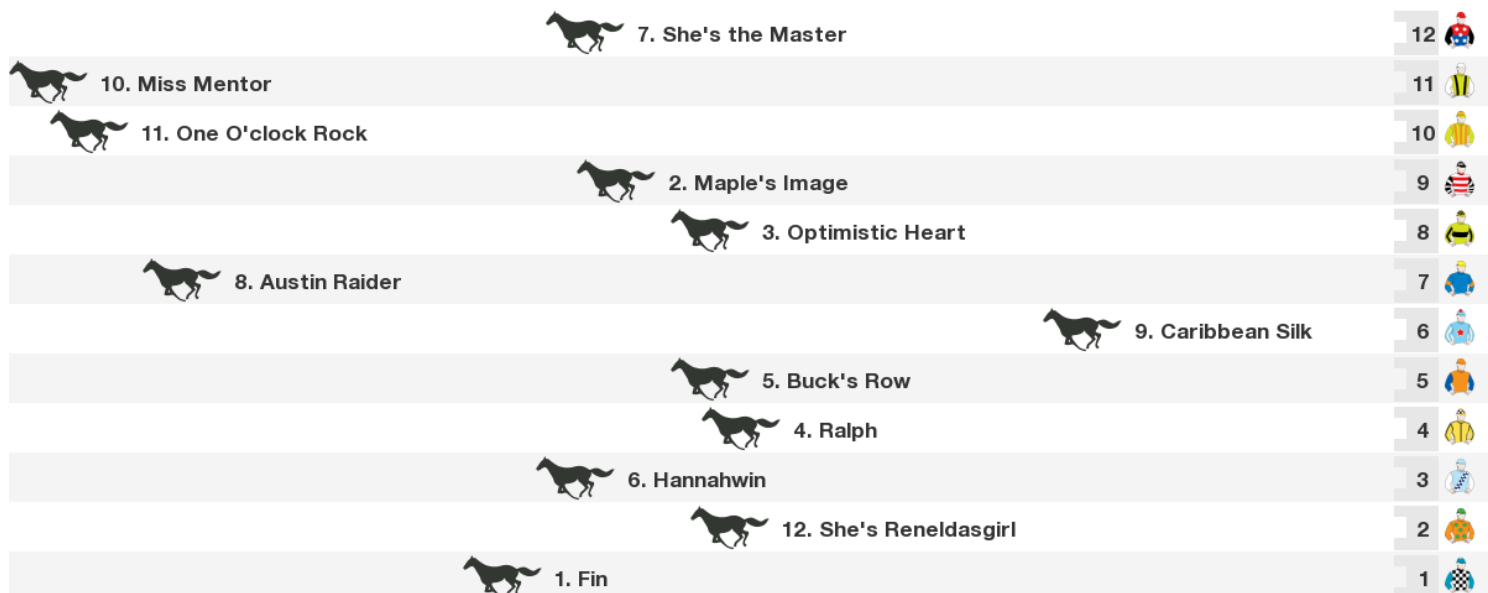 7. She's the Master 12
10. Miss Mentor 11
11. One O'clock Rock 10
2. Maple's Image 9
3. Optimistic Heart 8
8. Austin Raider 7
9. Caribbean Silk 6
5. Buck's Row 5
4. Ralph 4
6. Hannahwin 3
12. She's Reneldasgirl 2
1. Fin 1